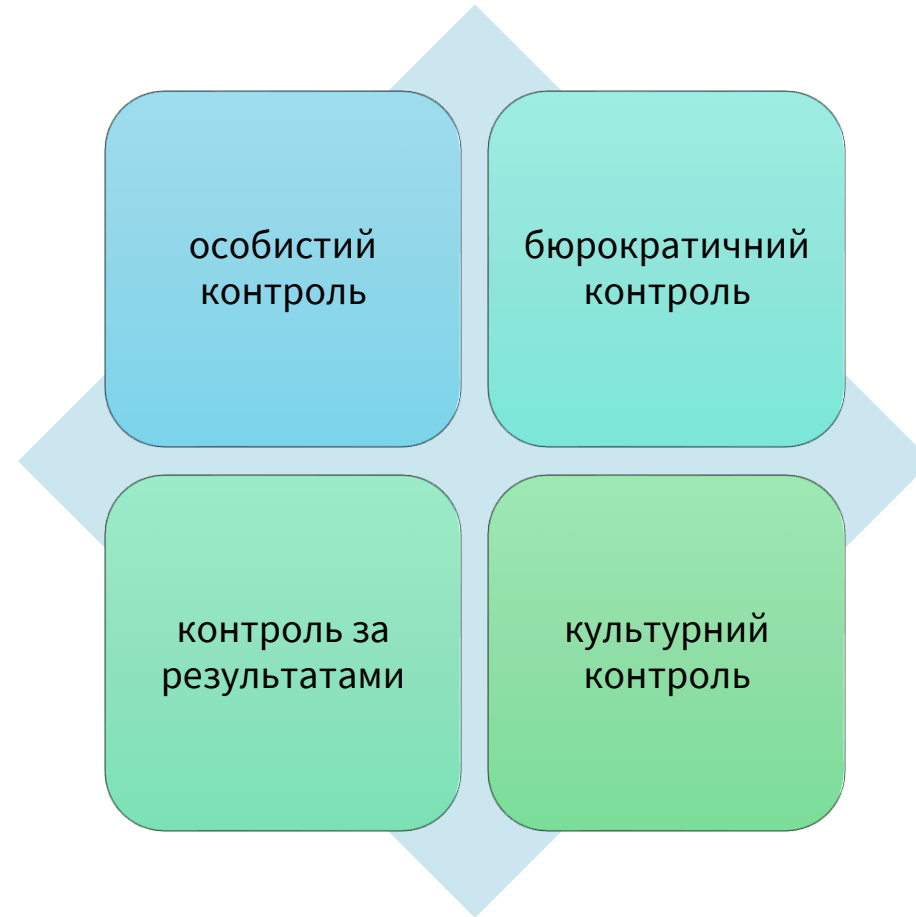 особистий
контроль
бюрократичний
контроль
контроль за
результатами
культурний
контроль